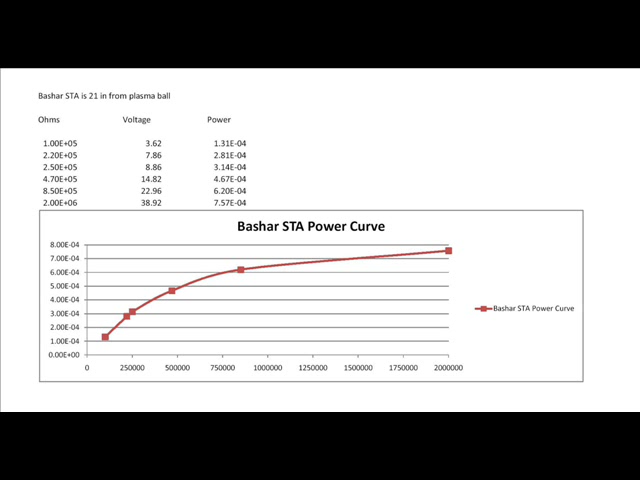 Bashar STA is 21 in from plasma ball
Ohms Voltage Power
1.00E+05 3.62 1.31E-04
2.20E+05 7.86 2.81E-04
2.50E+05 8.86 3.14E-04
4.70E+05 14.82 4.67E-04
8.50E+05 22.96 6.20E-04
2.00E+06 38.92 7.57E-04
Bashar STA Power Curve
8.00E-04
7.00E-04
6.00E-04
5.00E-04
4.00E-04
3.00E-04
2.00E-04
1.00E-04
0.00E+00
Bashar STA Power Curve
0 250000 500000 750000 1000000 1250000 1500000 1750000 2000000